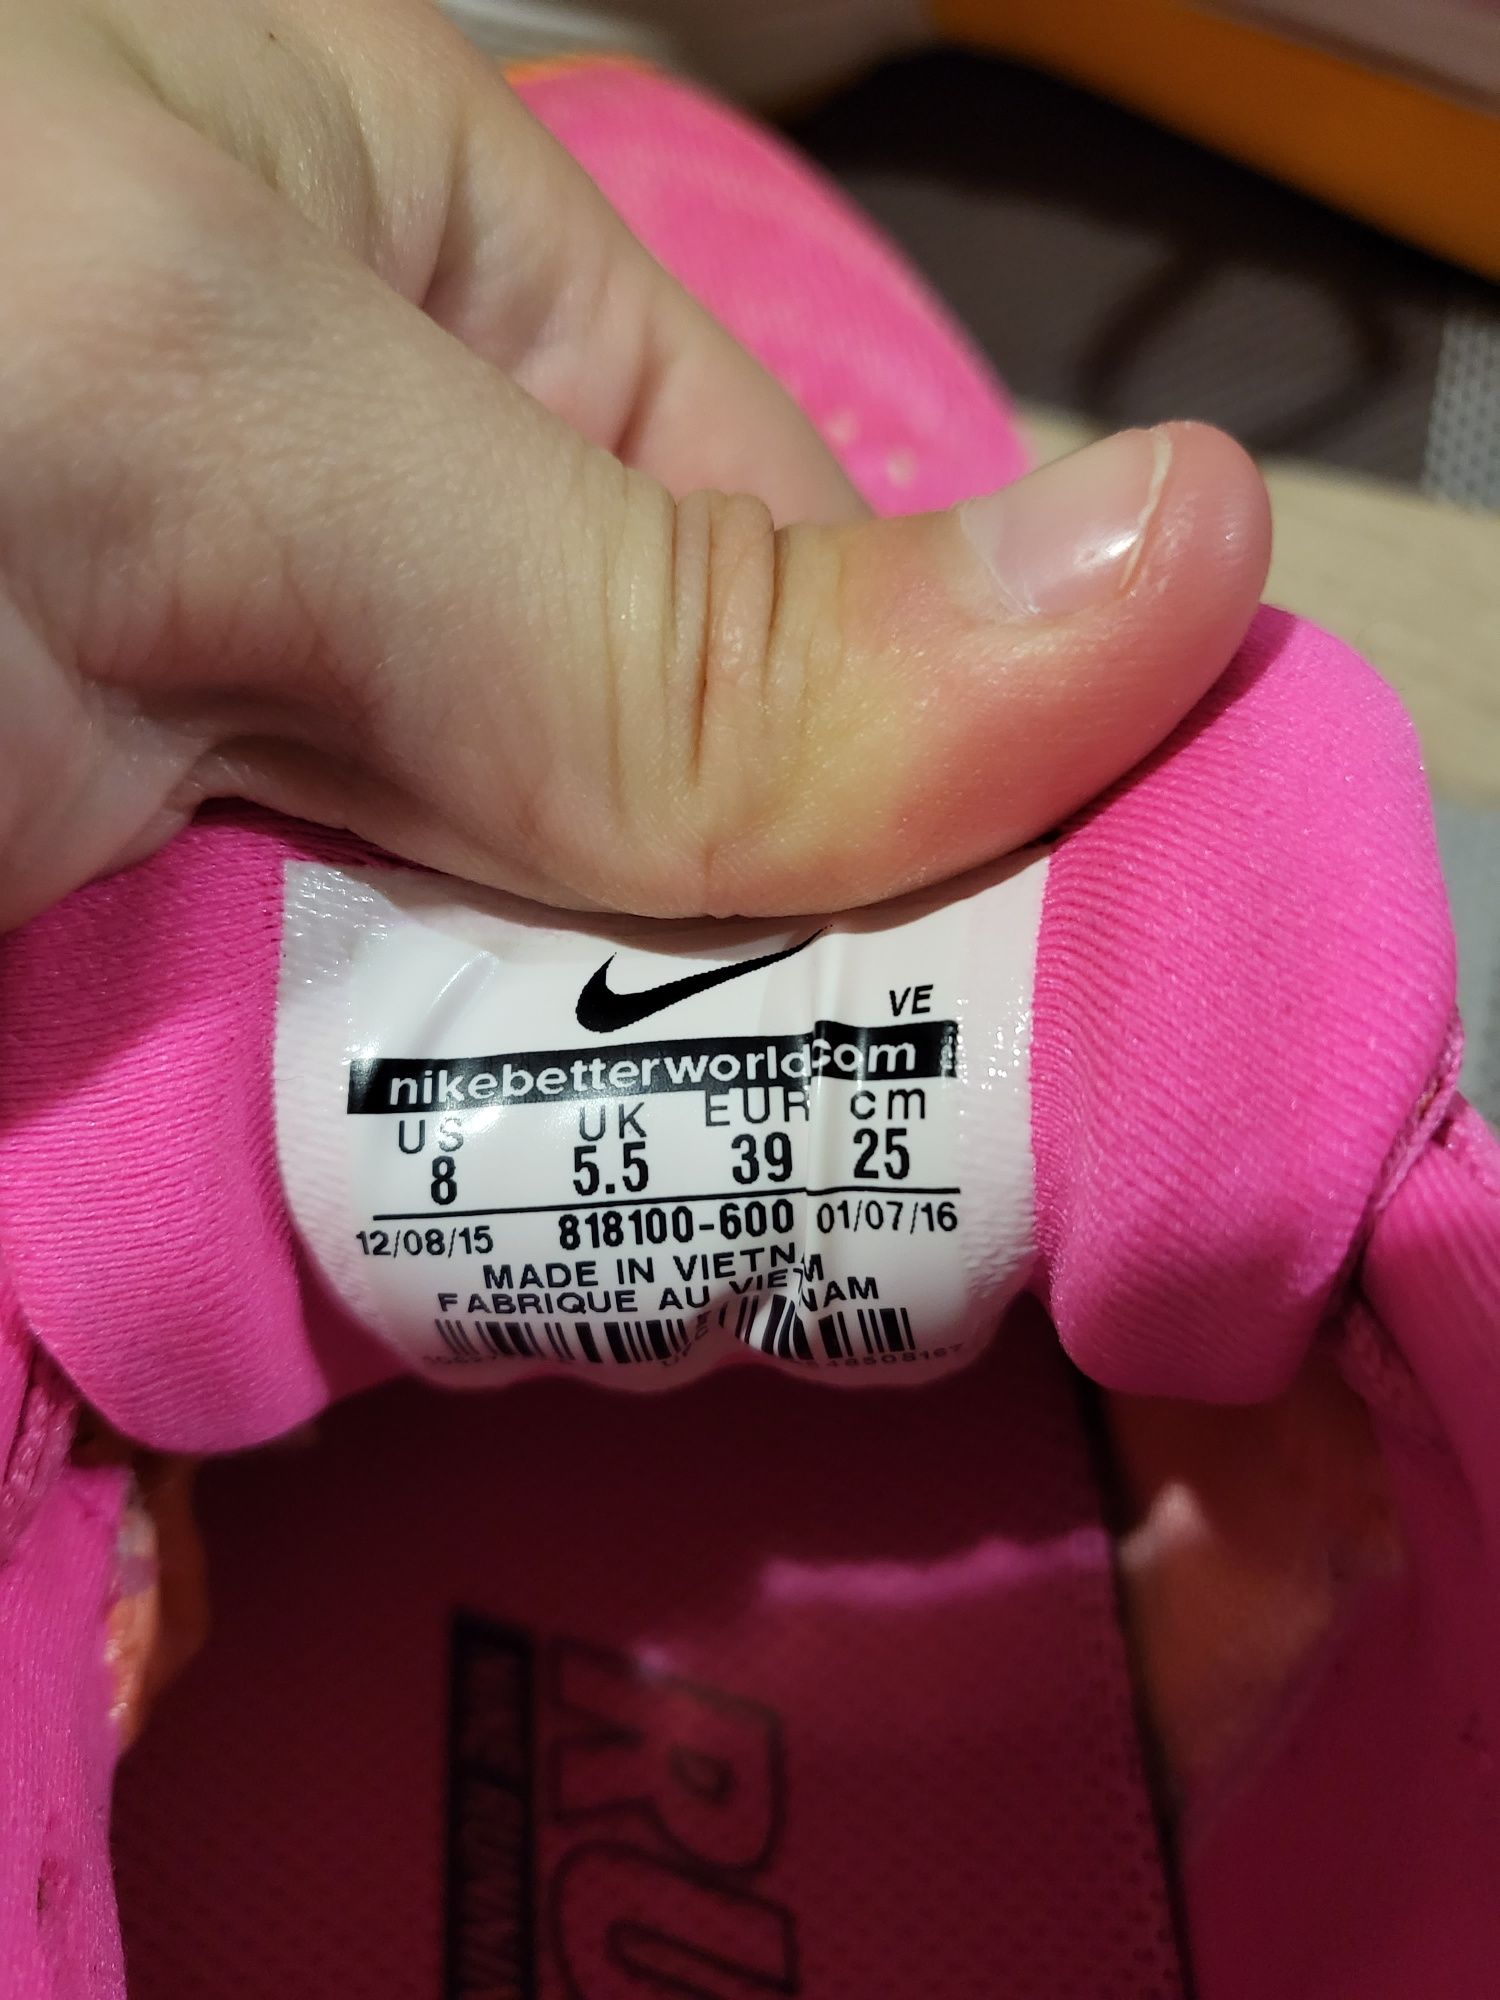 VE
nikebetterworld.com
US UK EUR cm
8 5.5 39 25
12/08/15 818100-600 01/07/16
MADE IN VIETNAM
FABRIQUE AU VIETNAM
RU